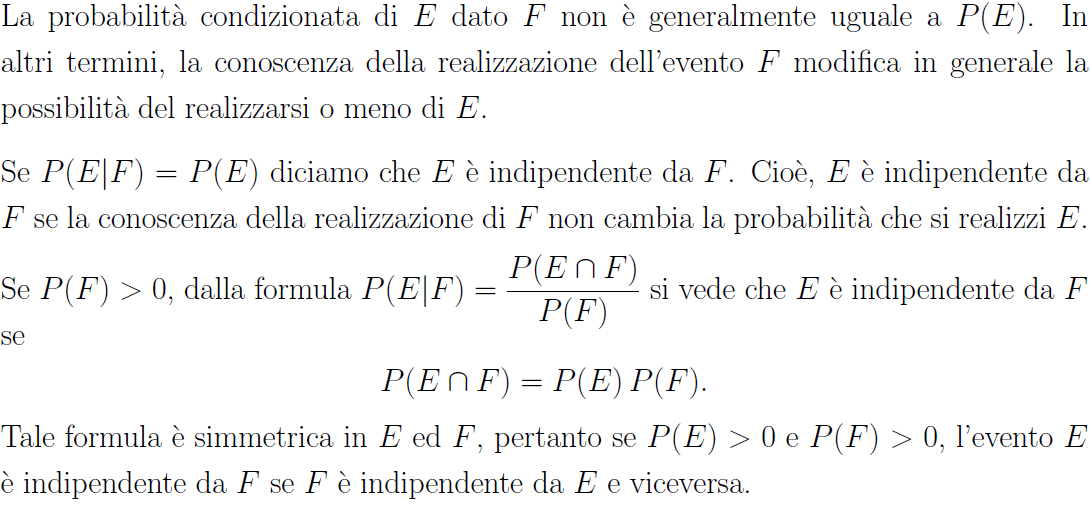 La probabilità condizionata di E dato F non è generalmente uguale a P(E). In
altri termini, la conoscenza della realizzazione dell'evento F modifica in generale la
possibilità del realizzarsi o meno di E.
Se P(E|F) = P(E) diciamo che E è indipendente da F. Cioè, E è indipendente da
F se la conoscenza della realizzazione di F non cambia la probabilità che si realizzi E.
Se P(F) > 0, dalla formula P(E|F) = P(E ∩ F) / P(F) si vede che E è indipendente da F
se
P(E ∩ F) = P(E) P(F).
Tale formula è simmetrica in E ed F, pertanto se P(E) > 0 e P(F) > 0, l'evento E
è indipendente da F se F è indipendente da E e viceversa.